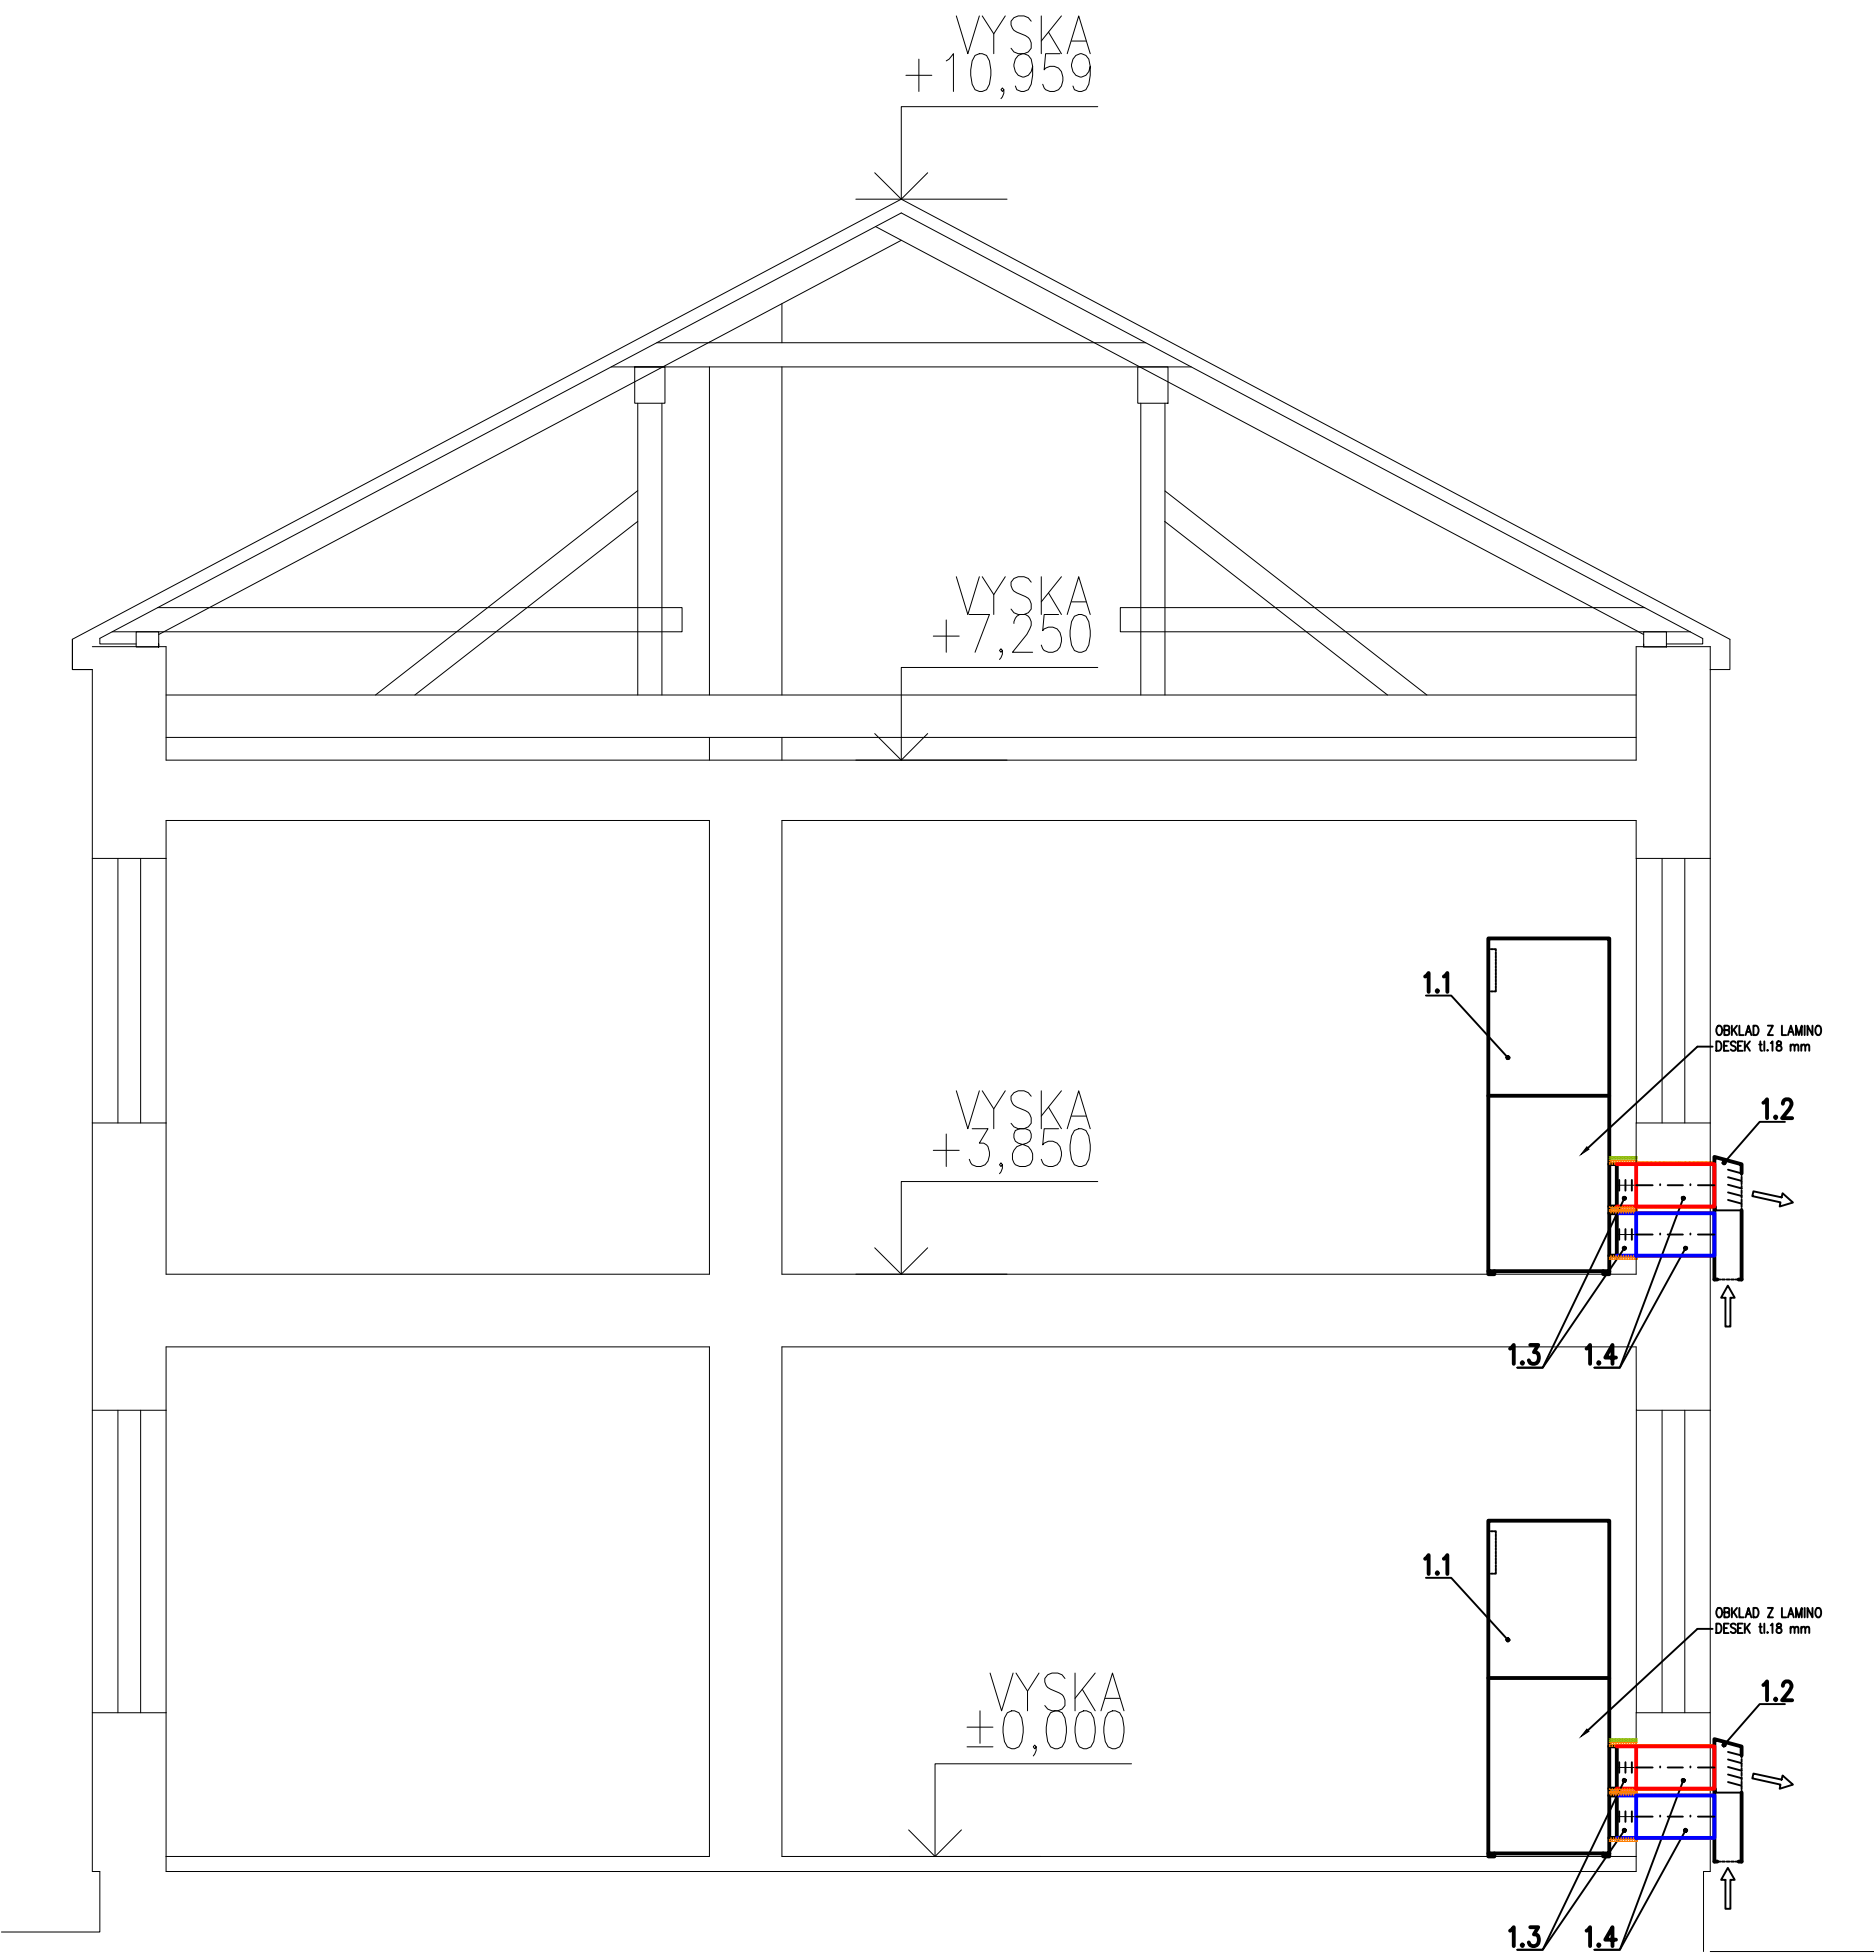 VYSKA
+10,959
VYSKA
+7,250
1.1
OBKLAD Z LAMINO
DESEK tl.18 mm
VYSKA
+3,850
1.2
1.3
1.4
1.1
OBKLAD Z LAMINO
DESEK tl.18 mm
VYSKA
±0,000
1.2
1.3
1.4